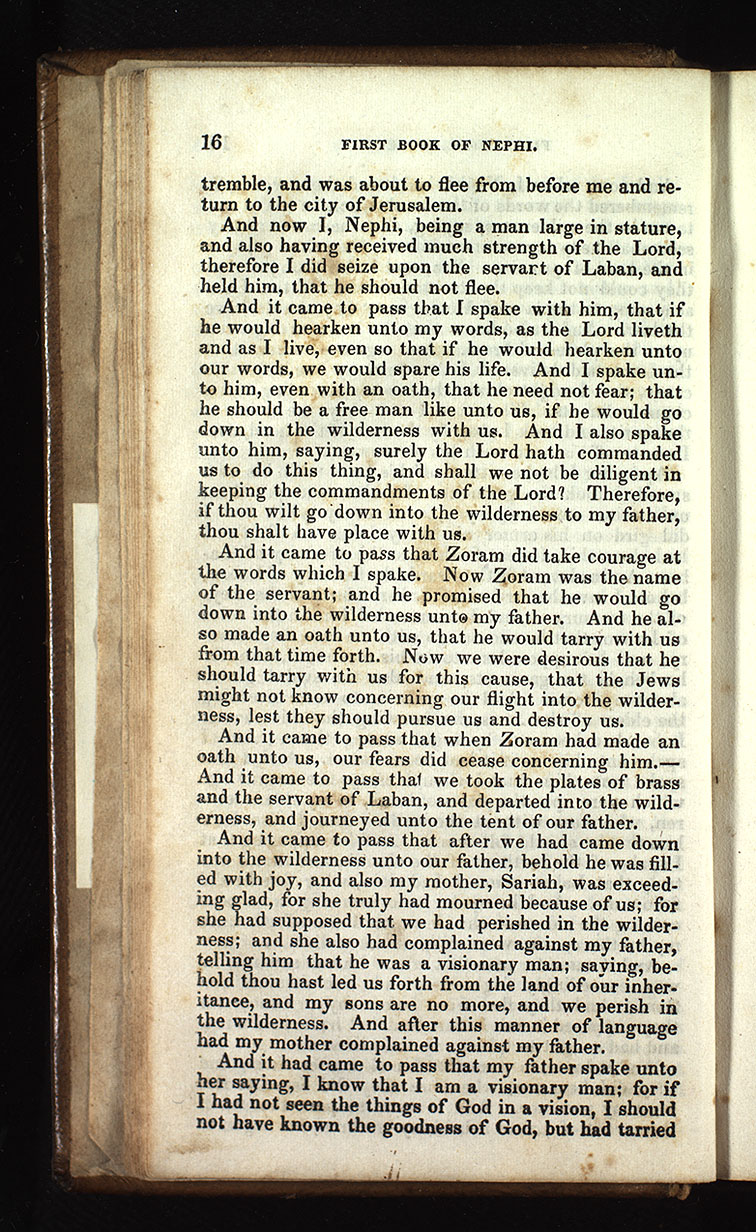 16 FIRST BOOK OF NEPHI.
tremble, and was about to flee from before me and re-
turn to the city of Jerusalem.
And now I, Nephi, being a man large in stature,
and also having received much strength of the Lord,
therefore I did seize upon the servant of Laban, and
held him, that he should not flee.
And it came to pass that I spake with him, that if
he would hearken unto my words, as the Lord liveth
and as I live, even so that if he would hearken unto
our words, we would spare his life. And I spake un-
to him, even with an oath, that he need not fear; that
he should be a free man like unto us, if he would go
down in the wilderness with us. And I also spake
unto him, saying, surely the Lord hath commanded
us to do this thing, and shall we not be diligent in
keeping the commandments of the Lord? Therefore,
if thou wilt go down into the wilderness to my father,
thou shalt have place with us.
And it came to pass that Zoram did take courage at
the words which I spake. Now Zoram was the name
of the servant; and he promised that he would go
down into the wilderness unto my father. And he al-
so made an oath unto us, that he would tarry with us
from that time forth. Now we were desirous that he
should tarry with us for this cause, that the Jews
might not know concerning our flight into the wilder-
ness, lest they should pursue us and destroy us.
And it came to pass that when Zoram had made an
oath unto us, our fears did cease concerning him.—
And it came to pass that we took the plates of brass
and the servant of Laban, and departed into the wild-
erness, and journeyed unto the tent of our father.
And it came to pass that after we had came down
into the wilderness unto our father, behold he was fill-
ed with joy, and also my mother, Sariah, was exceed-
ing glad, for she truly had mourned because of us; for
she had supposed that we had perished in the wilder-
ness; and she also had complained against my father,
telling him that he was a visionary man; saying, be-
hold thou hast led us forth from the land of our inher-
itance, and my sons are no more, and we perish in
the wilderness. And after this manner of language
had my mother complained against my father.
And it had came to pass that my father spake unto
her saying, I know that I am a visionary man; for if
I had not seen the things of God in a vision, I should
not have known the goodness of God, but had tarried